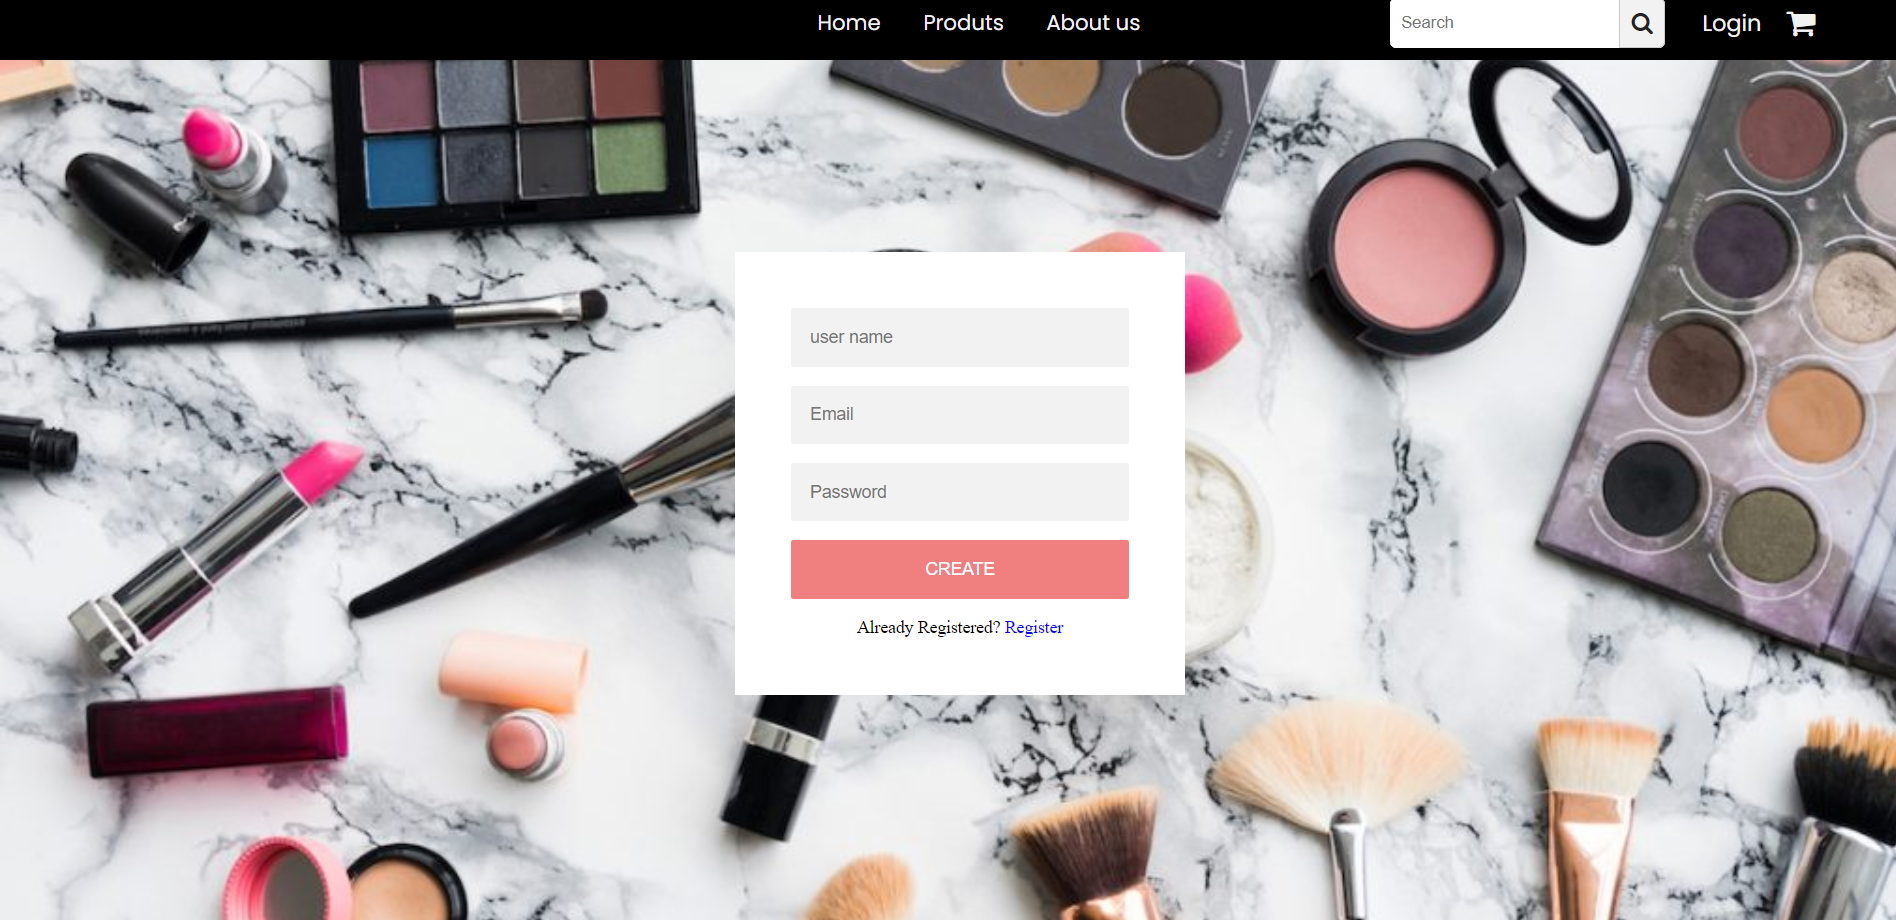 Home Produts About us Search Login
user name
Email
Password
CREATE
Already Registered? Register